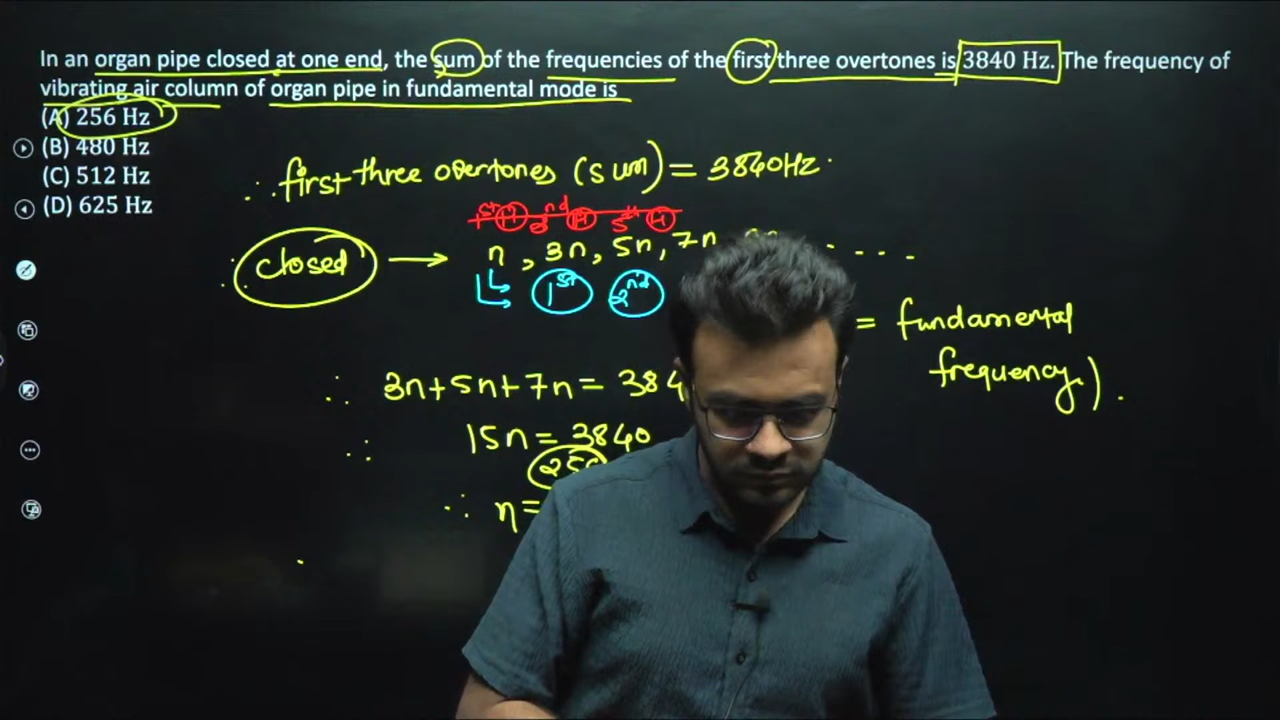 In an organ pipe closed at one end, the sum of the frequencies of the first three overtones is 3840 Hz. The frequency of
vibrating air column of organ pipe in fundamental mode is
(A) 256 Hz
(B) 480 Hz
(C) 512 Hz
(D) 625 Hz
∴ first three overtones (sum) = 3840Hz.
1st H 2nd H 5th H
closed → n, 3n, 5n, 7n, .....
1st 2nd
= fundamental
frequency).
∴ 3n+5n+7n = 384
∴ 15n = 3840
∴ n =